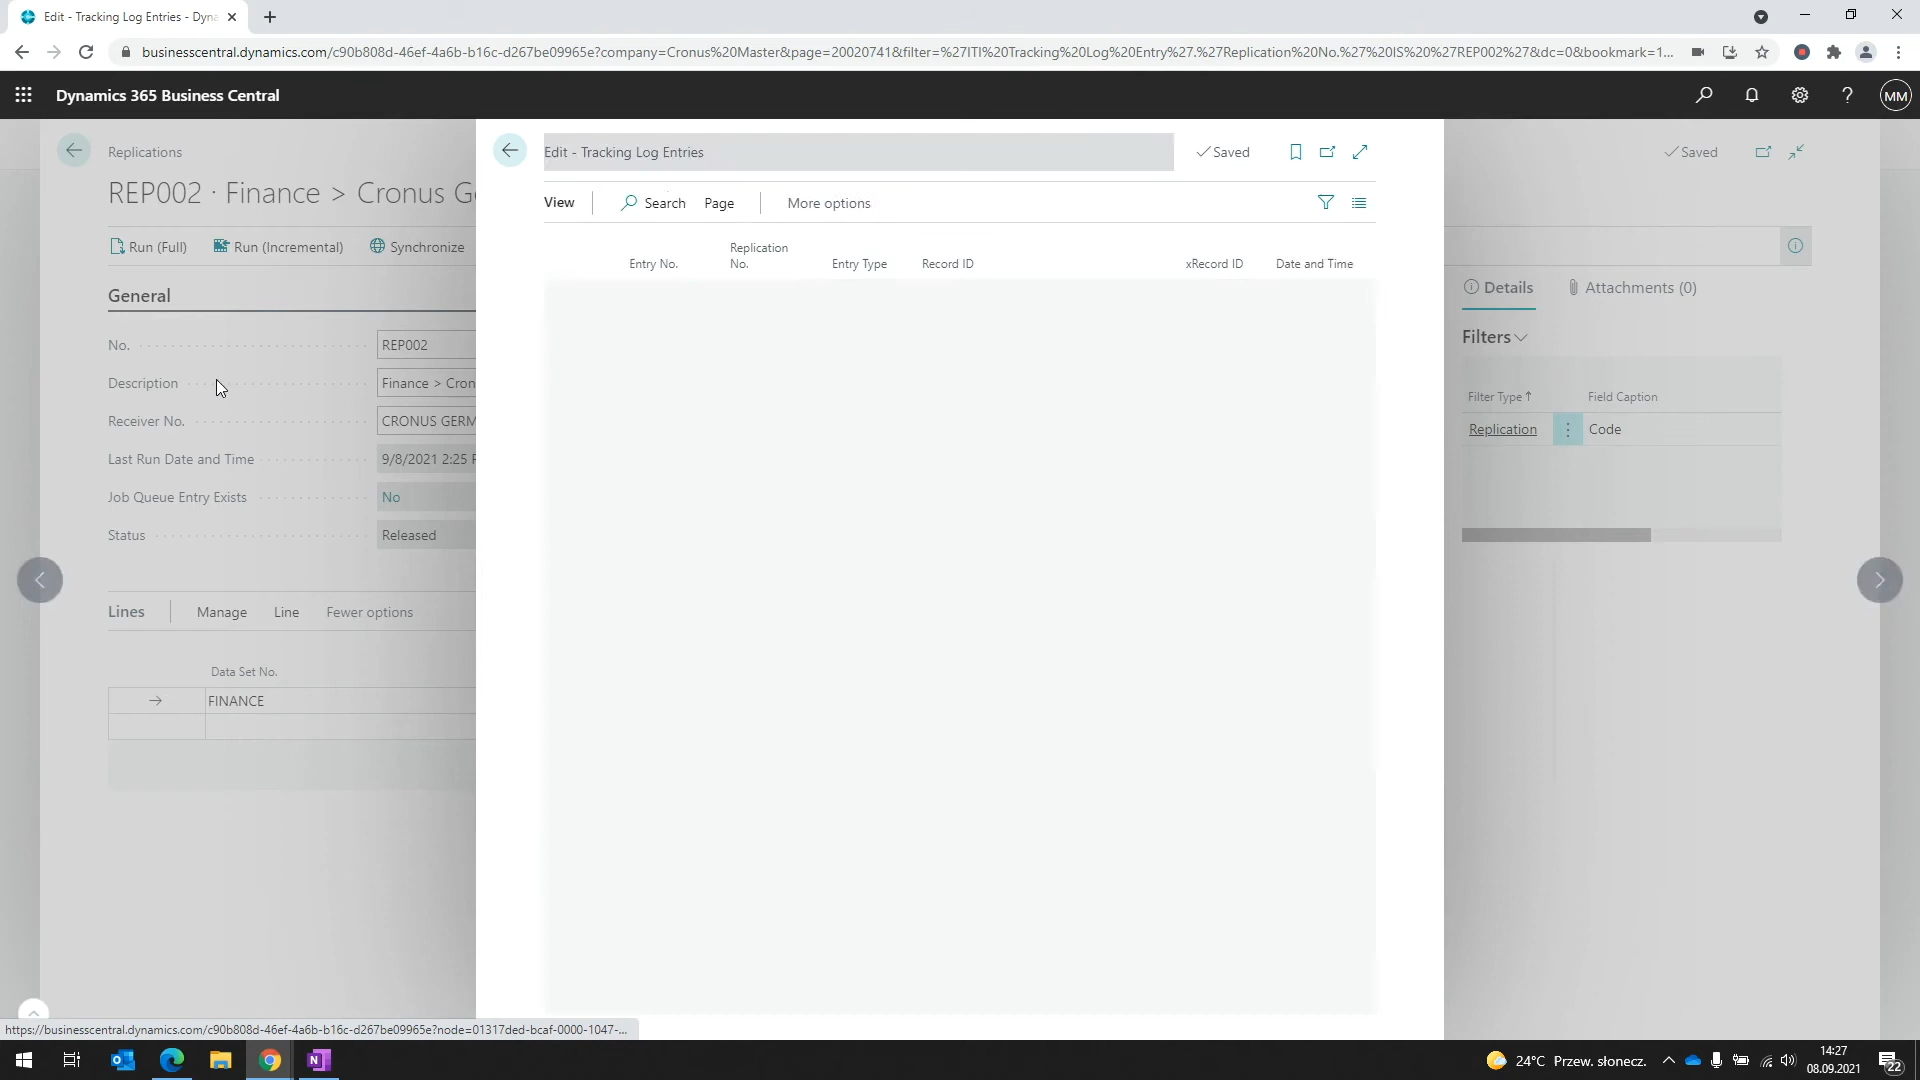 Edit - Tracking Log Entries - Dyna
businesscentral.dynamics.com/c90b808d-46ef-4a6b-b16c-d267be09965e?company=Cronus%20Master&page=20020741&filter=%27ITI%20Tracking%20Log%20Entry%27.%27Replication%20No.%27%20IS%20%27REP002%27&dc=0&bookmark=1...
Dynamics 365 Business Central
MM
Replications
REP002 · Finance > Cronus Ge
Run (Full)
Run (Incremental)
Synchronize
General
No.
REP002
Description
Finance > Cron
Receiver No.
CRONUS GERM
Last Run Date and Time
9/8/2021 2:25 P
Job Queue Entry Exists
No
Status
Released
Lines
Manage
Line
Fewer options
Data Set No.
FINANCE
Edit - Tracking Log Entries
Saved
View
Search
Page
More options
Entry No.
Replication
No.
Entry Type
Record ID
xRecord ID
Date and Time
Saved
Details
Attachments (0)
Filters
Filter Type
Field Caption
Replication
Code
https://businesscentral.dynamics.com/c90b808d-46ef-4a6b-b16c-d267be09965e?node=01317ded-bcaf-0000-1047-...
24°C Przew. słonecz.
14:27
08.09.2021
22